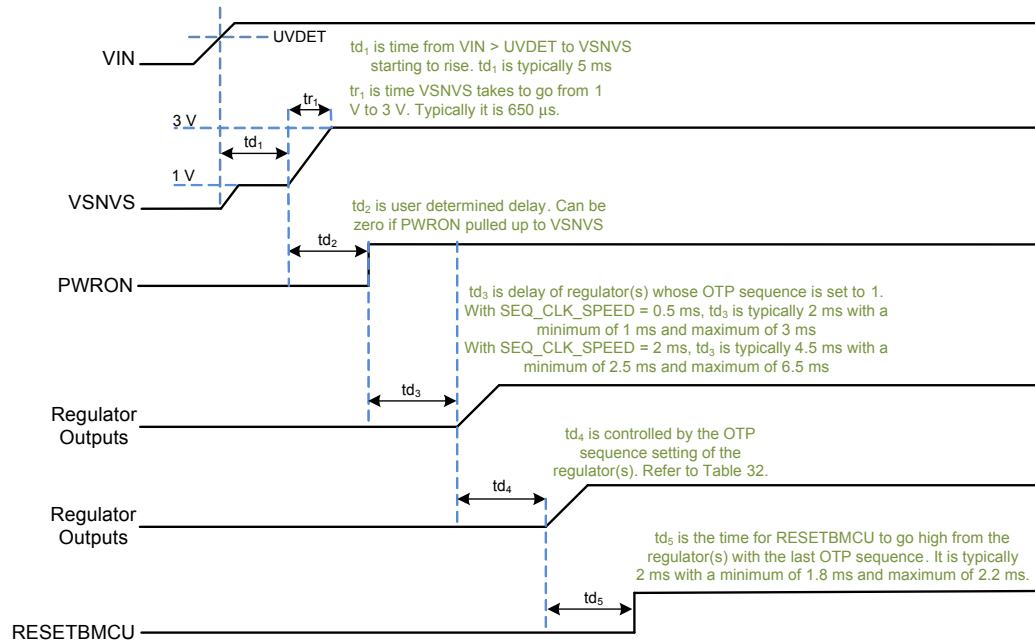 UVDET
VIN
td1 is time from VIN > UVDET to VSNVS
starting to rise. td1 is typically 5 ms
tr1 is time VSNVS takes to go from 1
V to 3 V. Typically it is 650 µs.
tr1
3 V
td1
1 V
VSNVS
td2 is user determined delay. Can be
zero if PWRON pulled up to VSNVS
td2
PWRON
td3 is delay of regulator(s) whose OTP sequence is set to 1.
With SEQ_CLK_SPEED = 0.5 ms, td3 is typically 2 ms with a
minimum of 1 ms and maximum of 3 ms
With SEQ_CLK_SPEED = 2 ms, td3 is typically 4.5 ms with a
minimum of 2.5 ms and maximum of 6.5 ms
td3
Regulator
Outputs
td4 is controlled by the OTP
sequence setting of the
regulator(s). Refer to Table 32.
td4
Regulator
Outputs
td5 is the time for RESETBMCU to go high from the
regulator(s) with the last OTP sequence. It is typically
2 ms with a minimum of 1.8 ms and maximum of 2.2 ms.
td5
RESETBMCU